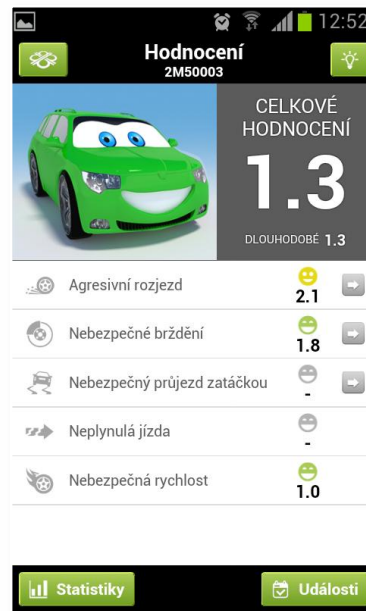 12:52
Hodnocení
2M50003
CELKOVÉ
HODNOCENÍ
1.3
DLOUHODOBÉ 1.3
Agresivní rozjezd
2.1
Nebezpečné brždění
1.8
Nebezpečný průjezd zatáčkou
-
Neplynulá jízda
-
Nebezpečná rychlost
1.0
Statistiky
Události